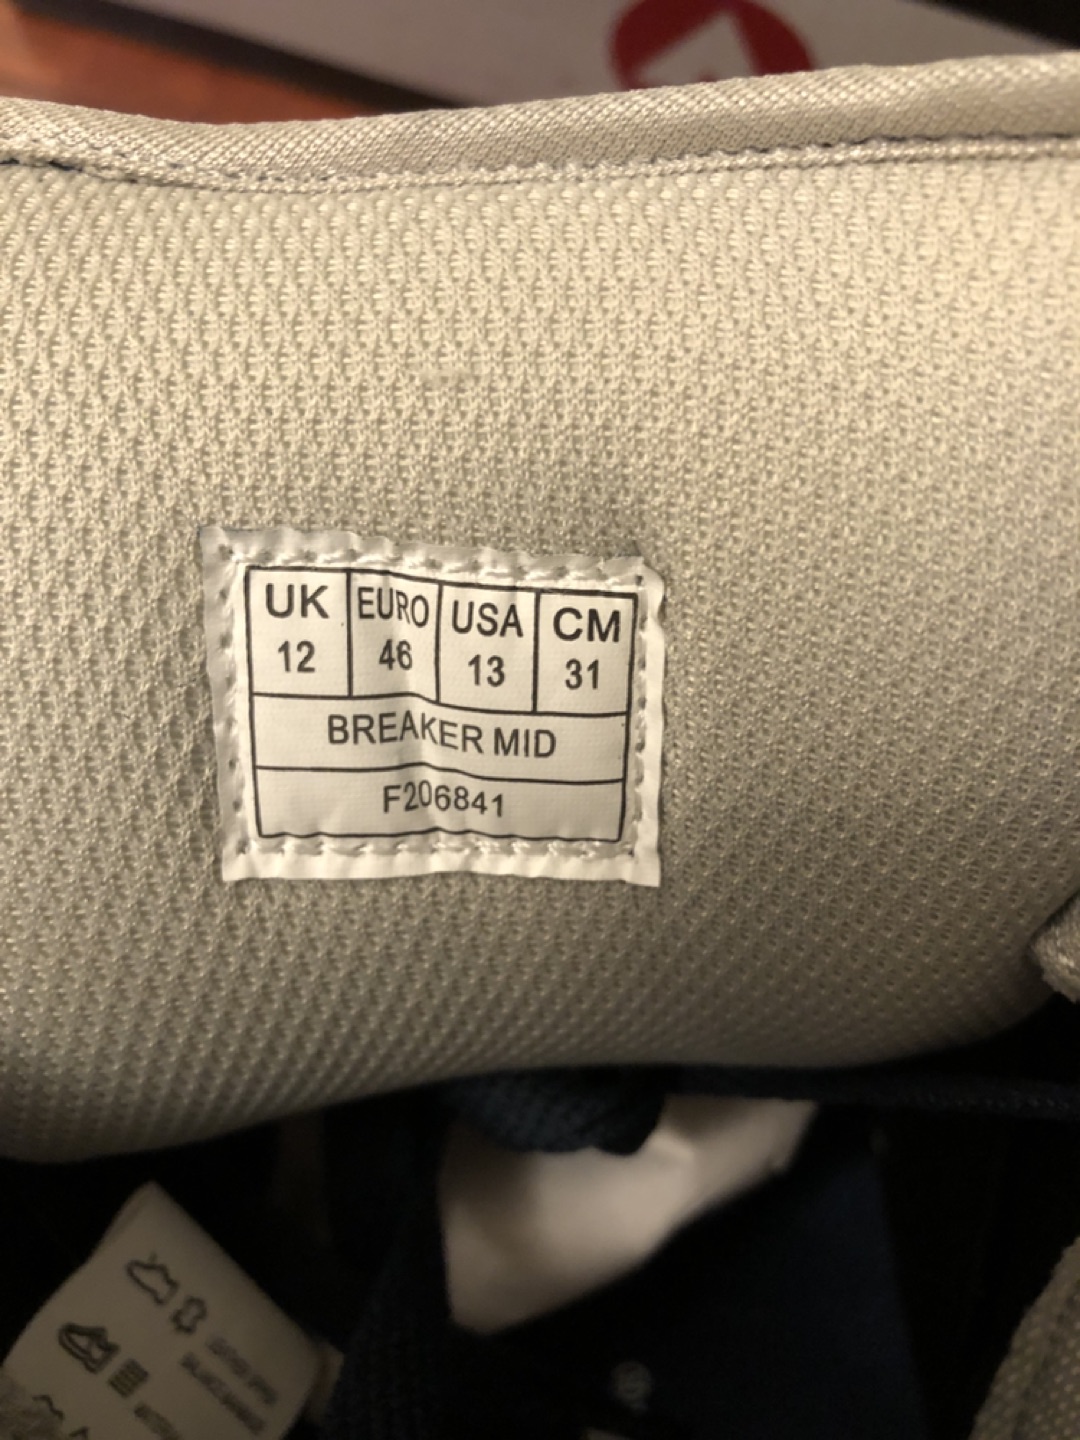 UK EURO USA CM
12 46 13 31
BREAKER MID
F206841